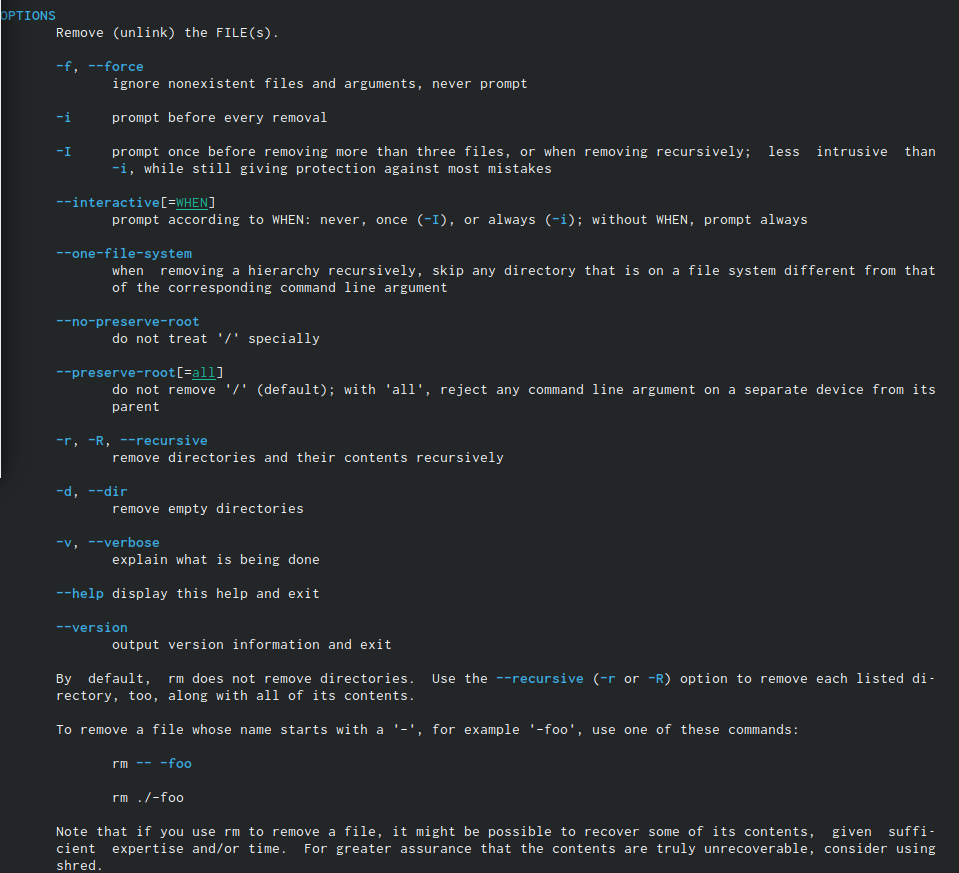 OPTIONS
Remove (unlink) the FILE(s).
-f, --force
ignore nonexistent files and arguments, never prompt
-i prompt before every removal
-I prompt once before removing more than three files, or when removing recursively; less intrusive than
-i, while still giving protection against most mistakes
--interactive[=WHEN]
prompt according to WHEN: never, once (-I), or always (-i); without WHEN, prompt always
--one-file-system
when removing a hierarchy recursively, skip any directory that is on a file system different from that
of the corresponding command line argument
--no-preserve-root
do not treat '/' specially
--preserve-root[=all]
do not remove '/' (default); with 'all', reject any command line argument on a separate device from its
parent
-r, -R, --recursive
remove directories and their contents recursively
-d, --dir
remove empty directories
-v, --verbose
explain what is being done
--help display this help and exit
--version
output version information and exit
By default, rm does not remove directories. Use the --recursive (-r or -R) option to remove each listed di-
rectory, too, along with all of its contents.
To remove a file whose name starts with a '-', for example '-foo', use one of these commands:
rm -- -foo
rm ./-foo
Note that if you use rm to remove a file, it might be possible to recover some of its contents, given suffi-
cient expertise and/or time. For greater assurance that the contents are truly unrecoverable, consider using
shred.